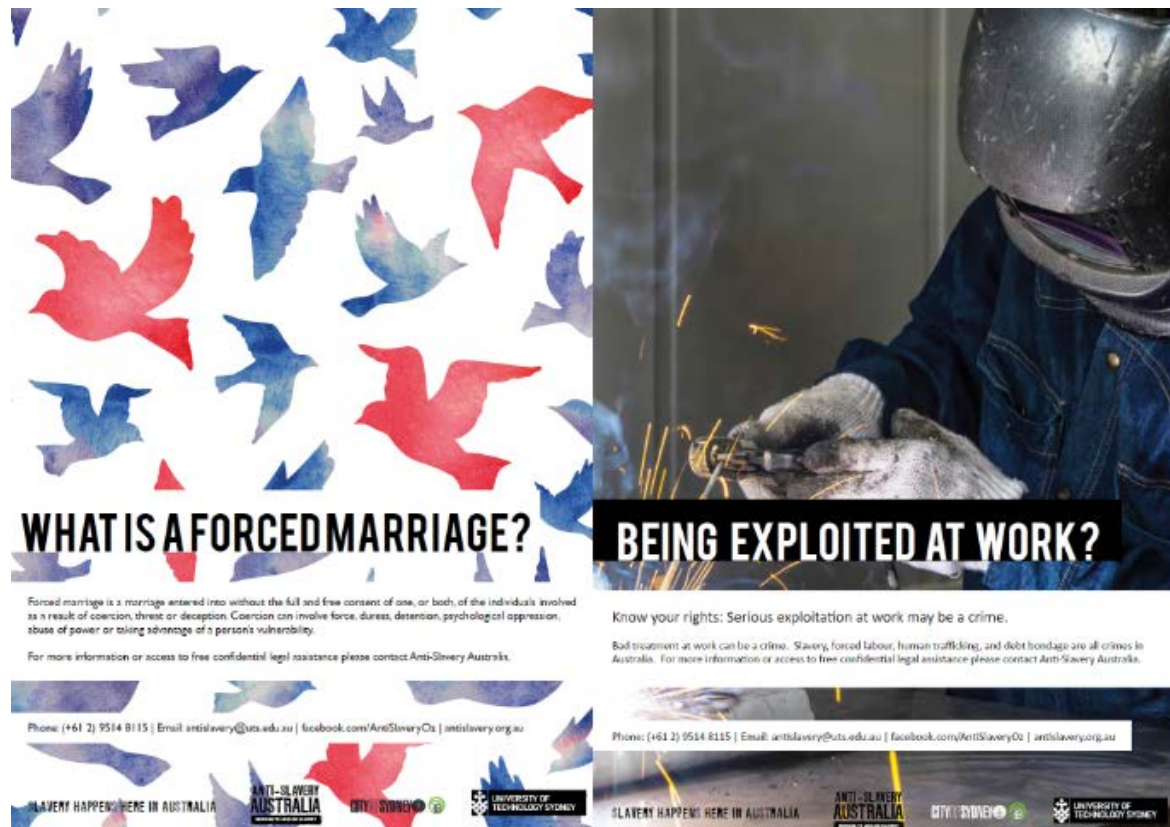 WHAT IS A FORCED MARRIAGE?
Forced marriage is a marriage entered into without the full and free consent of one, or both, of the individuals involved
as a result of coercion, threat or deception. Coercion can involve force, duress, detention, psychological oppression,
abuse of power or taking advantage of a person's vulnerability.
For more information or access to free confidential legal assistance please contact Anti-Slavery Australia.
Phone: (+61 2) 9514 8115 | Email: antislavery@uts.edu.au | facebook.com/AntiSlaveryOz | antislavery.org.au
SLAVERY HAPPENS HERE IN AUSTRALIA
ANTI-SLAVERY
AUSTRALIA
CITY OF SYDNEY
UNIVERSITY OF
TECHNOLOGY SYDNEY
BEING EXPLOITED AT WORK?
Know your rights: Serious exploitation at work may be a crime.
Bad treatment at work can be a crime. Slavery, forced labour, human trafficking, and debt bondage are all crimes in
Australia. For more information or access to free confidential legal assistance please contact Anti-Slavery Australia.
Phone: (+61 2) 9514 8115 | Email: antislavery@uts.edu.au | facebook.com/AntiSlaveryOz | antislavery.org.au
SLAVERY HAPPENS HERE IN AUSTRALIA
ANTI-SLAVERY
AUSTRALIA
CITY OF SYDNEY
UNIVERSITY OF
TECHNOLOGY SYDNEY